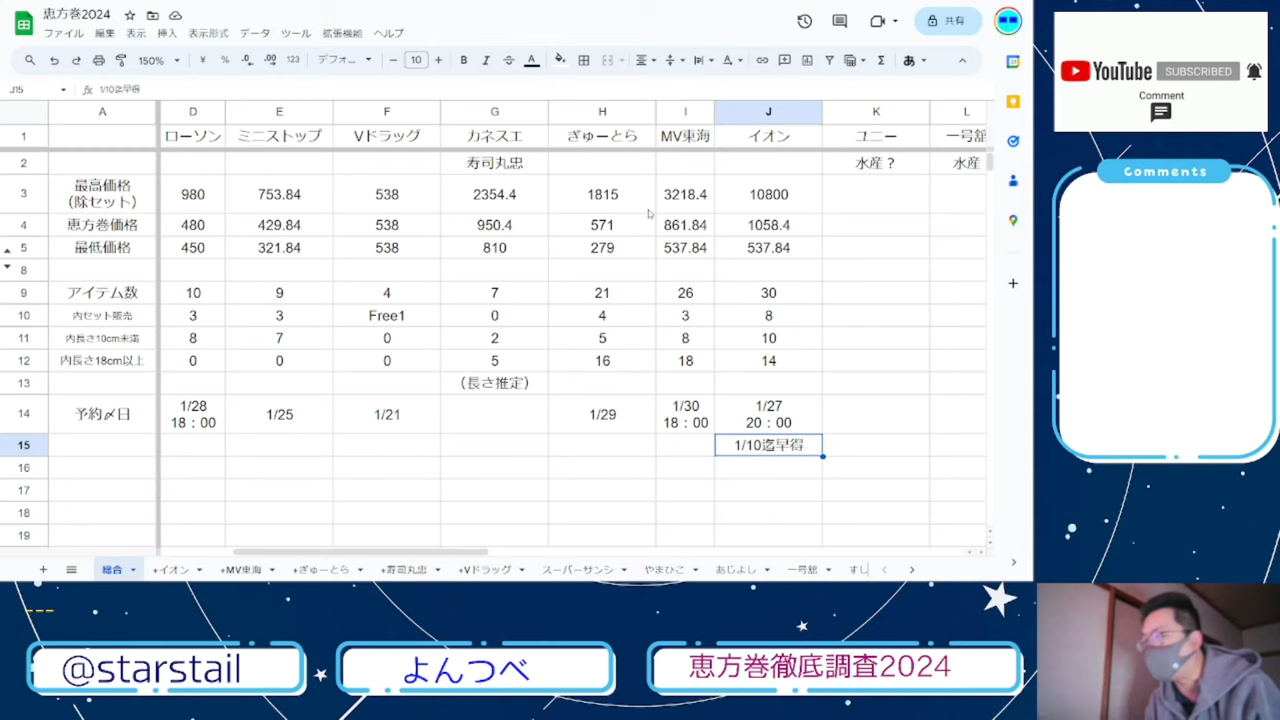 恵方巻2024
ファイル 編集 表示 挿入 表示形式 データ ツール 拡張機能 ヘルプ
共有
150% ¥ % .0 .00 123 デフォ... 10 B I A あ
J15 fx 1/10迄早得
A D E F G H I J K L
1 ローソン ミニストップ Vドラッグ カネスエ ぎゅーとら MV東海 イオン ユニー 一号舘
2 寿司丸忠 水産？ 水産
3 最高価格（除セット） 980 753.84 538 2354.4 1815 3218.4 10800
4 恵方巻価格 480 429.84 538 950.4 571 861.84 1058.4
5 最低価格 450 321.84 538 810 279 537.84 537.84
8
9 アイテム数 10 9 4 7 21 26 30
10 内セット販売 3 3 Free1 0 4 3 8
11 内長さ10cm未満 8 7 0 2 5 8 10
12 内長さ18cm以上 0 0 0 5 16 18 14
13 （長さ推定）
14 予約〆日 1/28 18：00 1/25 1/21 1/29 1/30 18：00 1/27 20：00
15 1/10迄早得
16
17
18
19
総合 +イオン +MV東海 +ぎゅーとら +寿司丸忠 +Vドラッグ スーパーサンシ やまひこ あじよし 一号舘 すし
YouTube SUBSCRIBED
Comment
Comments
@starstail
よんつべ
恵方巻徹底調査2024